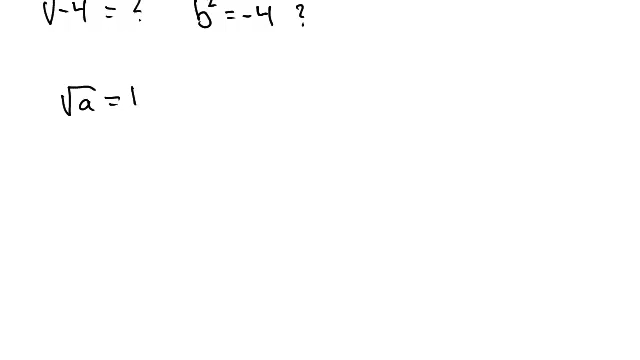 √-4 = ? b² = -4 ?
√a = 1